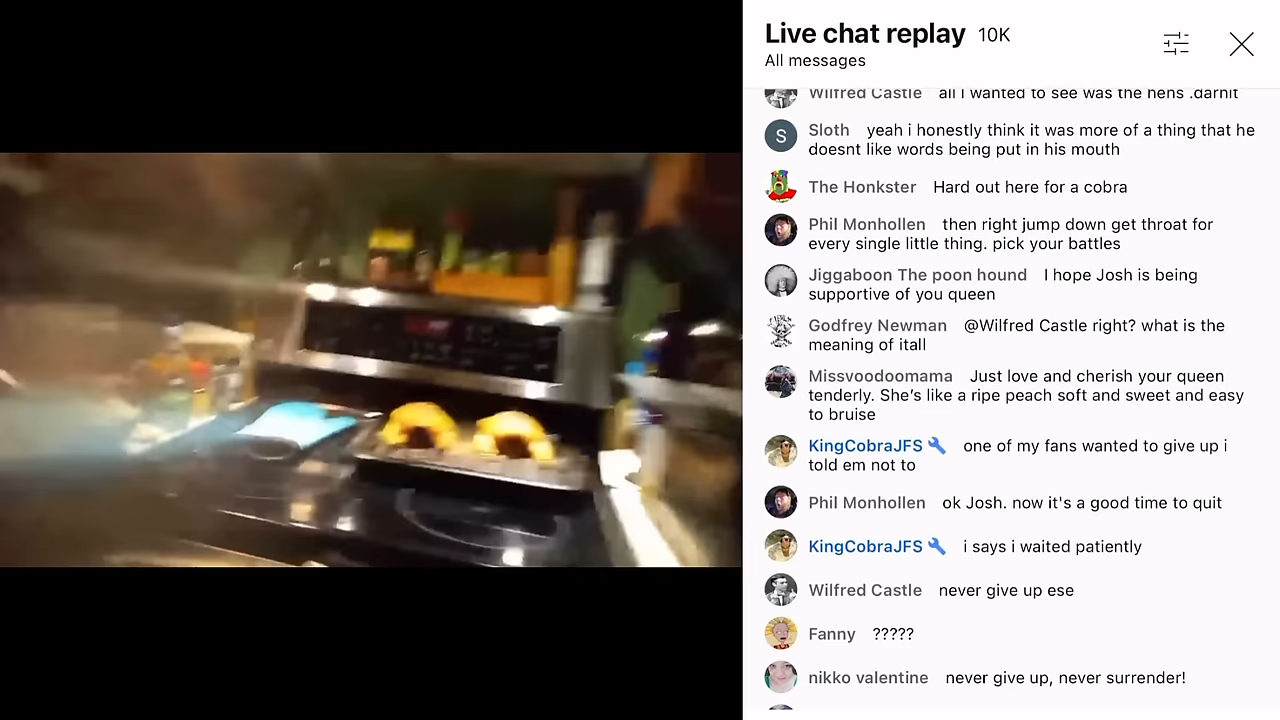 Live chat replay 10K
All messages
Wilfred Castle all i wanted to see was the hens .darnit
S
Sloth yeah i honestly think it was more of a thing that he
doesnt like words being put in his mouth
The Honkster Hard out here for a cobra
Phil Monhollen then right jump down get throat for
every single little thing. pick your battles
Jiggaboon The poon hound I hope Josh is being
supportive of you queen
Godfrey Newman @Wilfred Castle right? what is the
meaning of itall
Missvoodoomama Just love and cherish your queen
tenderly. She's like a ripe peach soft and sweet and easy
to bruise
KingCobraJFS one of my fans wanted to give up i
told em not to
Phil Monhollen ok Josh. now it's a good time to quit
KingCobraJFS i says i waited patiently
Wilfred Castle never give up ese
Fanny ?????
nikko valentine never give up, never surrender!